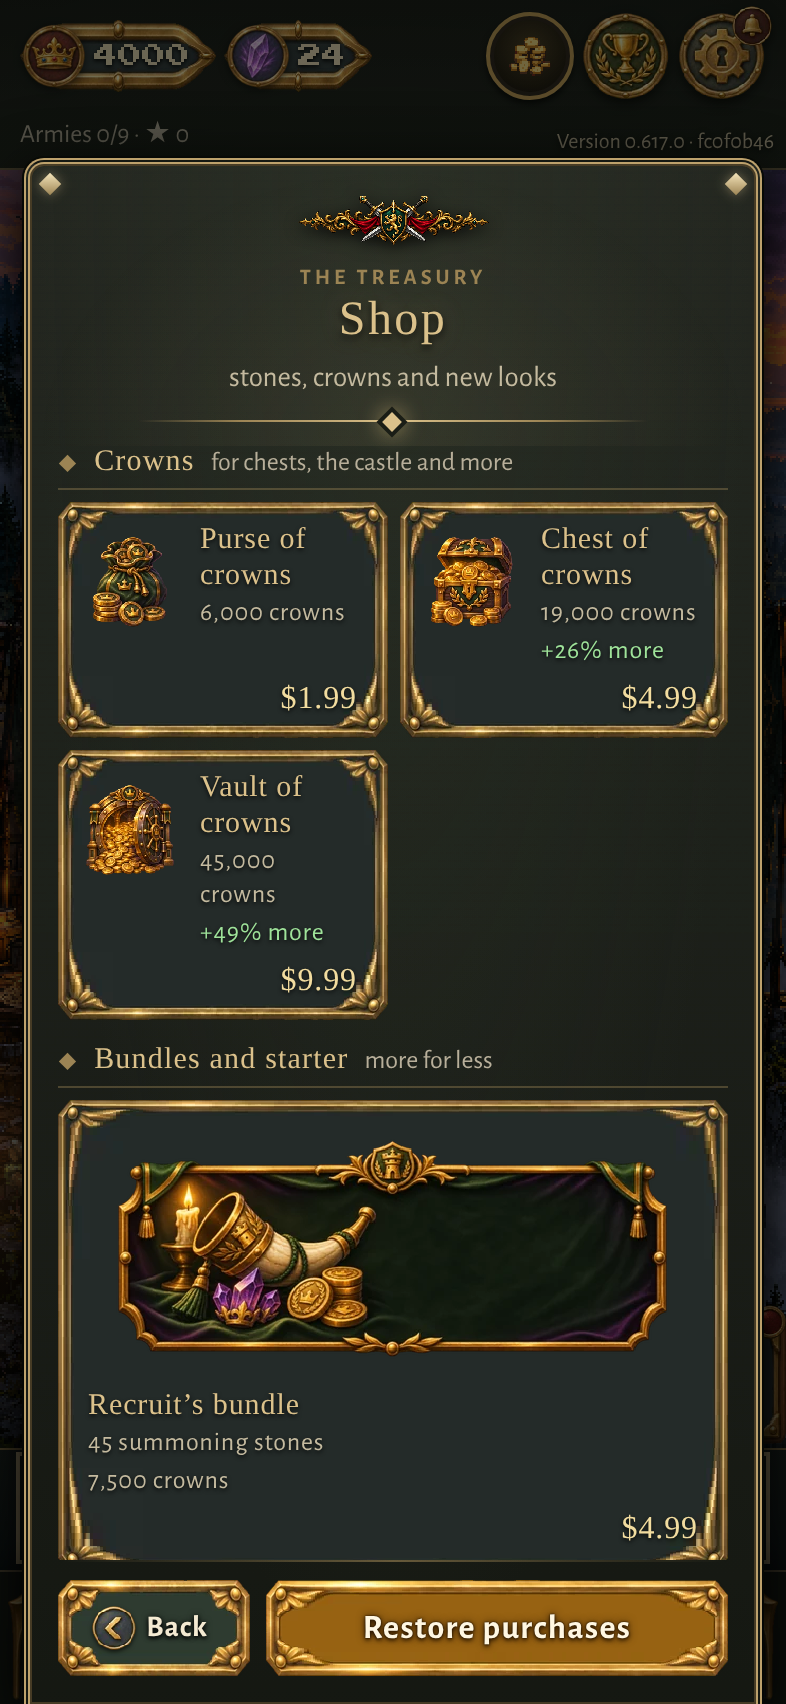 4000
24
Armies 0/9 · ★ 0
Version 0.617.0 · fc0f0b46
THE TREASURY
Shop
stones, crowns and new looks
Crowns for chests, the castle and more
Purse of
crowns
6,000 crowns
$1.99
Chest of
crowns
19,000 crowns
+26% more
$4.99
Vault of
crowns
45,000
crowns
+49% more
$9.99
Bundles and starter more for less
Recruit’s bundle
45 summoning stones
7,500 crowns
$4.99
Back
Restore purchases